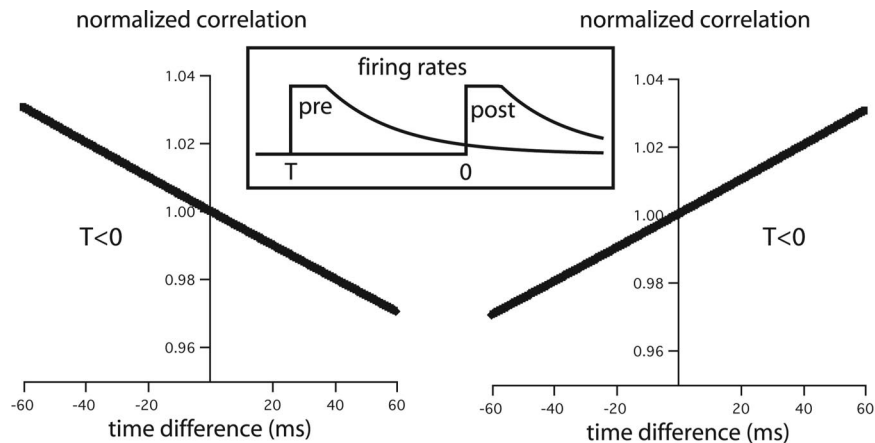 normalized correlation
1.04
1.02
1.00
0.98
0.96
T<0
-60
-40
-20
20
40
60
time difference (ms)
firing rates
pre
post
T
0
normalized correlation
1.04
1.02
1.00
0.98
0.96
T<0
-60
-40
-20
20
40
60
time difference (ms)